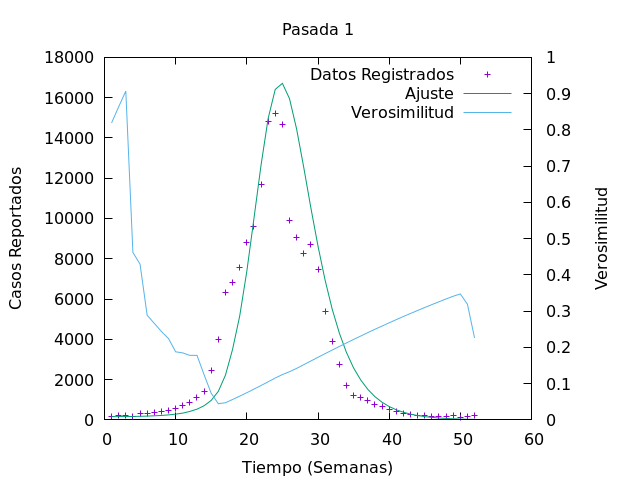 Pasada 1
Casos Reportados
18000
16000
14000
12000
10000
8000
6000
4000
2000
0
Datos Registrados
Ajuste
Verosimilitud
1
0.9
0.8
0.7
0.6
0.5
0.4
0.3
0.2
0.1
0
Verosimilitud
0 10 20 30 40 50 60
Tiempo (Semanas)